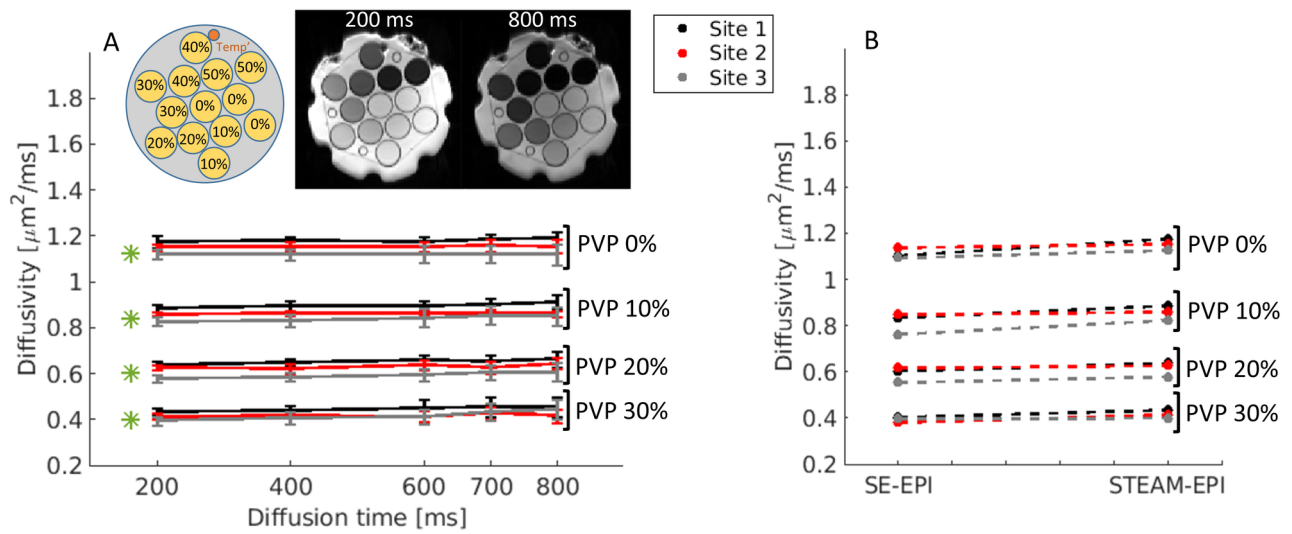 A
40%
Temp'
30%
40%
50%
50%
30%
0%
0%
20%
20%
10%
0%
10%
200 ms
800 ms
Site 1
Site 2
Site 3
Diffusivity [μm²/ms]
1.8
1.6
1.4
1.2
1
0.8
0.6
0.4
0.2
PVP 0%
PVP 10%
PVP 20%
PVP 30%
200
400
600
700
800
Diffusion time [ms]
B
Diffusivity [μm²/ms]
1.8
1.6
1.4
1.2
1
0.8
0.6
0.4
0.2
PVP 0%
PVP 10%
PVP 20%
PVP 30%
SE-EPI
STEAM-EPI